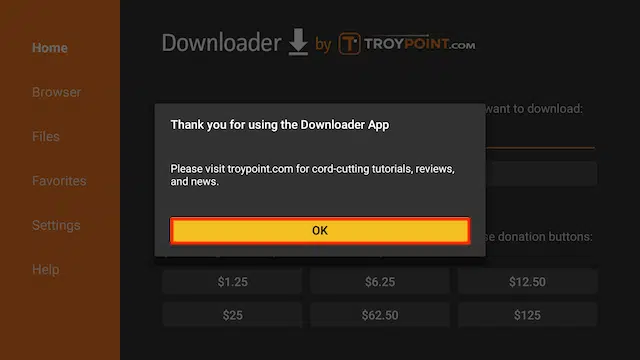 Home
Browser
Files
Favorites
Settings
Help
Downloader by TROYPOINT.COM
want to download:
Thank you for using the Downloader App
Please visit troypoint.com for cord-cutting tutorials, reviews,
and news.
OK
donation buttons:
$1.25 $6.25 $12.50
$25 $62.50 $125